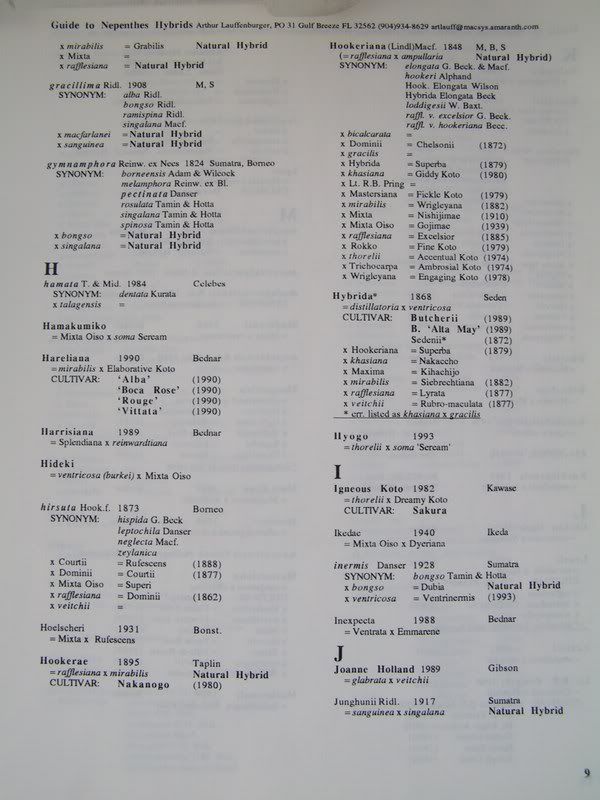 Guide to Nepenthes Hybrids Arthur Lauffenburger, PO 31 Gulf Breeze FL 32562 (904)934-8629 artlauff@macsys.amaranth.com
x mirabilis = Grabilis Natural Hybrid
x Mixta =
x rafflesiana = Natural Hybrid
gracillima Ridl. 1908 M, S
SYNONYM: alba Ridl.
bongso Ridl.
ramispina Ridl.
singalana Macf.
x macfarlanei = Natural Hybrid
x sanguinea = Natural Hybrid
gymnamphora Reinw. ex Nees 1824 Sumatra, Borneo
SYNONYM: borneensis Adam & Wilcock
melamphora Reinw. ex Bl.
pectinata Danser
rosulata Tamin & Hotta
singalana Tamin & Hotta
spinosa Tamin & Hotta
x bongso = Natural Hybrid
x singalana = Natural Hybrid
H
hamata T. & Mid. 1984 Celebes
SYNONYM: dentata Kurata
x talagensis =
Hamakumiko
= Mixta Oiso x soma Scream
Hareliana 1990 Bednar
= mirabilis x Elaborative Koto
CULTIVAR: 'Alba' (1990)
'Boca Rose' (1990)
'Rouge' (1990)
'Vittata' (1990)
Harrisiana 1989 Bednar
= Splendiana x reinwardtiana
Hideki
= ventricosa (burkei) x Mixta Oiso
hirsuta Hook.f. 1873 Borneo
SYNONYM: hispida G. Beck
leptochila Danser
neglecta Macf.
zeylanica
x Courtii = Rufescens (1888)
x Dominii = Courtii (1877)
x Mixta Oiso = Superi
x rafflesiana = Dominii (1862)
x veitchii =
Hoelscheri 1931 Bonst.
= Mixta x Rufescens
Hookerae 1895 Taplin
= rafflesiana x mirabilis Natural Hybrid
CULTIVAR: Nakanogo (1980)
Hookeriana (Lindl)Macf. 1848 M, B, S
(= rafflesiana x ampullaria Natural Hybrid)
SYNONYM: elongata G. Beck. & Macf.
hookeri Alphand
Hook. Elongata Wilson
Hybrida Elongata Beck
loddigesii W. Baxt.
raffl. v. excelsior G. Beck.
raffl. v. hookeriana Becc.
x bicalcarata =
x Dominii = Chelsonii (1872)
x gracilis =
x Hybrida = Superba (1879)
x khasiana = Giddy Koto (1980)
x Lt. R.B. Pring =
x Mastersiana = Fickle Koto (1979)
x mirabilis = Wrigleyana (1882)
x Mixta = Nishijimae (1910)
x Mixta Oiso = Gojimae (1939)
x rafflesiana = Excelsior (1885)
x Rokko = Fine Koto (1979)
x thorelii = Accentual Koto (1974)
x Trichocarpa = Ambrosial Koto (1974)
x Wrigleyana = Engaging Koto (1978)
Hybrida* 1868 Seden
= distillatoria x ventricosa
CULTIVAR: Butcherii (1989)
B. 'Alta May' (1989)
Sedenii* (1872)
x Hookeriana = Superba (1879)
x khasiana = Nakaccho
x Maxima = Kihachijo
x mirabilis = Siebrechtiana (1882)
x rafflesiana = Lyrata (1877)
x veitchii = Rubro-maculata (1877)
* err. listed as khasiana x gracilis
Hyogo 1993
= thorelii x soma 'Scream'
I
Igneous Koto 1982 Kawase
= thorelii x Dreamy Koto
CULTIVAR: Sakura
Ikedae 1940 Ikeda
= Mixta Oiso x Dyeriana
inermis Danser 1928 Sumatra
SYNONYM: bongso Tamin & Hotta
x bongso = Dubia Natural Hybrid
x ventricosa = Ventrinermis (1993)
Inexpecta 1988 Bednar
= Ventrata x Emmarene
J
Joanne Holland 1989 Gibson
= glabrata x veitchii
Junghunii Ridl. 1917 Sumatra
= sanguinea x singalana Natural Hybrid
9